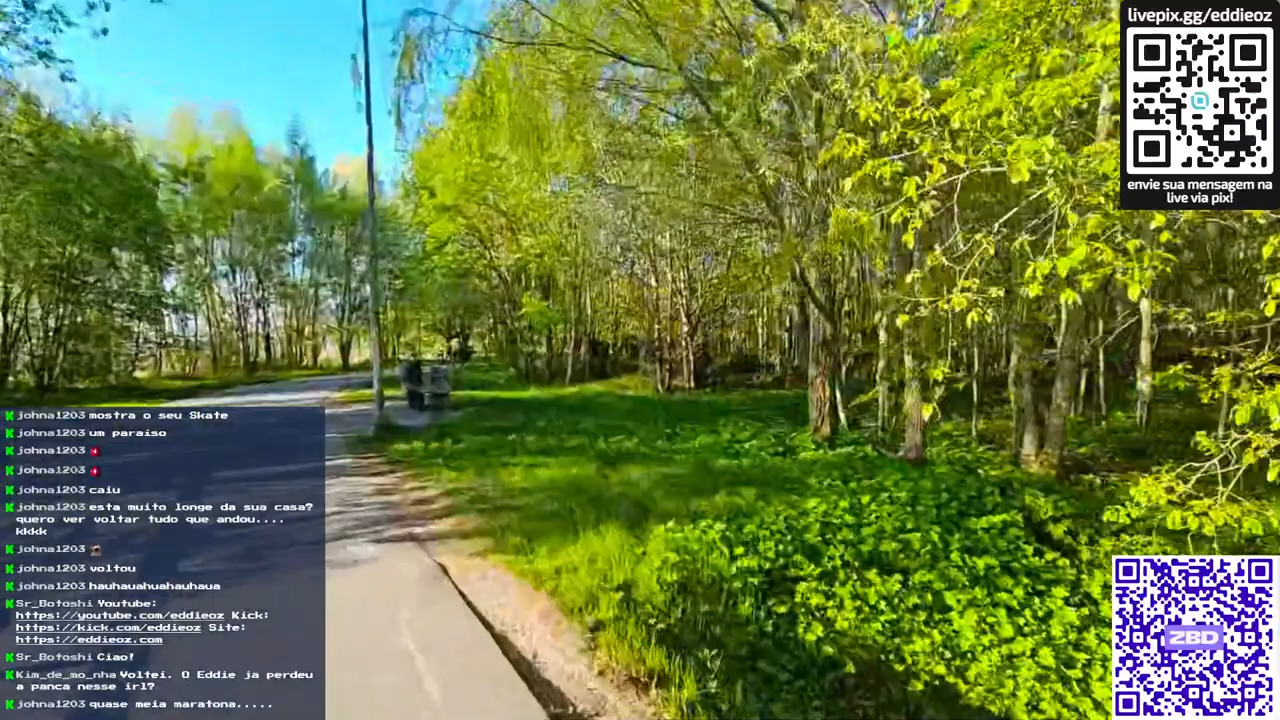 livepix.gg/eddieoz
envie sua mensagem na
live via pix!
johna1203 mostra o seu Skate
johna1203 um paraiso
johna1203
johna1203
johna1203 caiu
johna1203 esta muito longe da sua casa?
quero ver voltar tudo que andou....
kkkk
johna1203
johna1203 voltou
johna1203 hauhauahuahauhaua
Sr_Botoshi Youtube:
https://youtube.com/eddieoz Kick:
https://kick.com/eddieoz Site:
https://eddieoz.com
Sr_Botoshi Ciao!
Kim_de_mo_nha Voltei. O Eddie ja perdeu
a panca nesse irl?
johna1203 quase meia maratona.....
ZBD